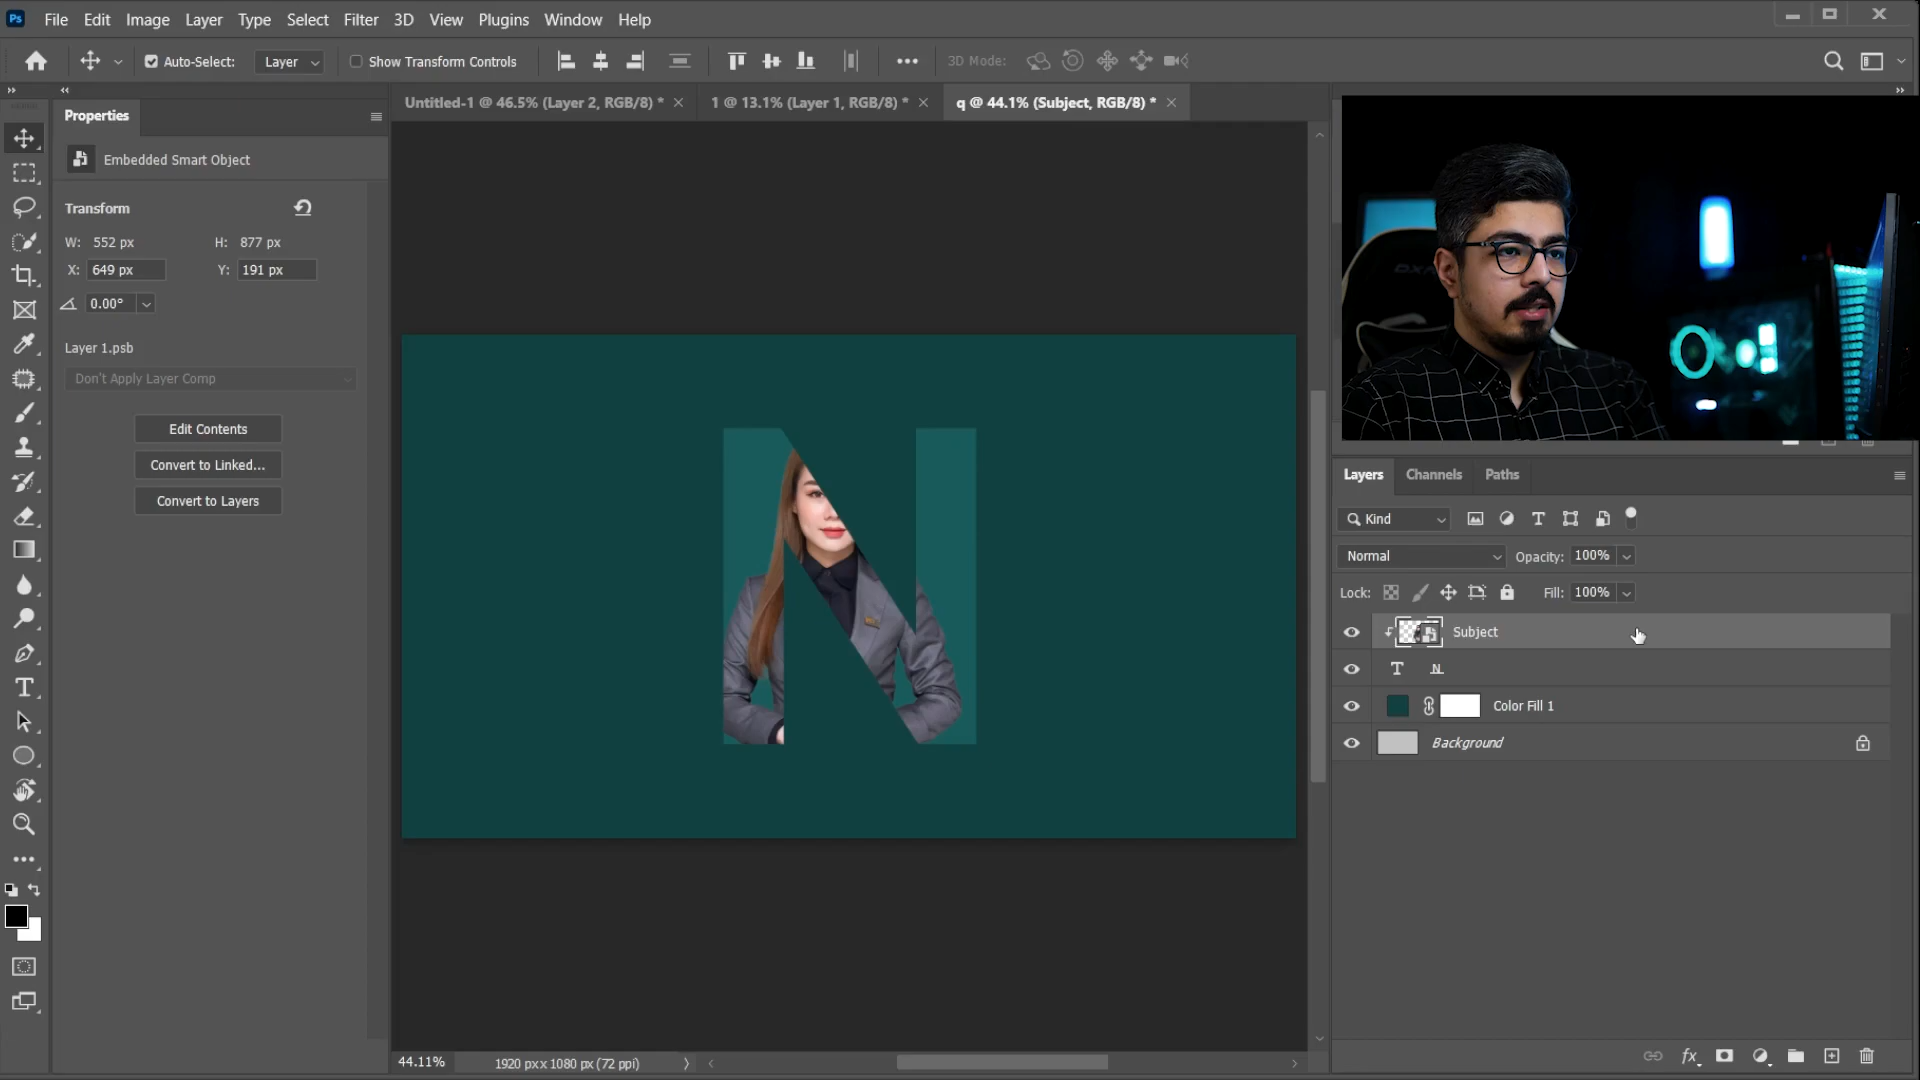 Ps File Edit Image Layer Type Select Filter 3D View Plugins Window Help
Auto-Select: Layer Show Transform Controls 3D Mode:
Properties
Untitled-1 @ 46.5% (Layer 2, RGB/8) *
1 @ 13.1% (Layer 1, RGB/8) *
q @ 44.1% (Subject, RGB/8) *
Embedded Smart Object
Transform
W: 552 px H: 877 px
X: 649 px Y: 191 px
0.00°
Layer 1.psb
Don't Apply Layer Comp
Edit Contents
Convert to Linked...
Convert to Layers
N
Layers Channels Paths
Kind
Normal Opacity: 100%
Lock: Fill: 100%
Subject
T N
Color Fill 1
Background
44.11% 1920 px x 1080 px (72 ppi)
fx